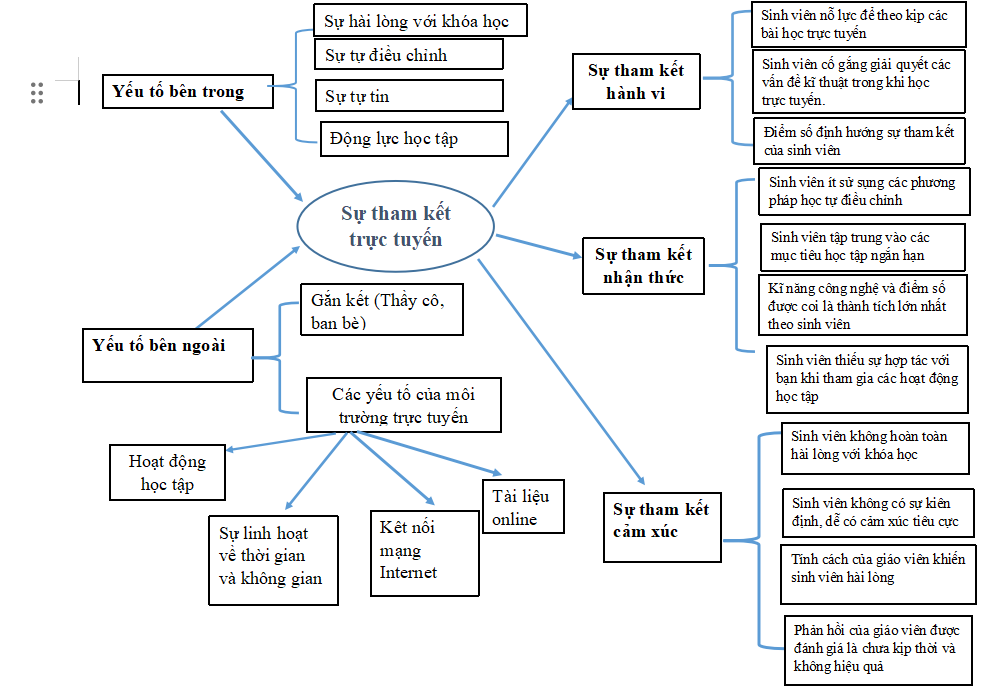 Yếu tố bên trong
Sự hài lòng với khóa học
Sự tự điều chỉnh
Sự tự tin
Động lực học tập
Sự tham kết
trực tuyến
Yếu tố bên ngoài
Gắn kết (Thầy cô,
bạn bè)
Các yếu tố của môi
trường trực tuyến
Hoạt động
học tập
Sự linh hoạt
về thời gian
và không gian
Kêt nối
mạng
Internet
Tài liệu
online
Sự tham kết
hành vi
Sinh viên nỗ lực để theo kịp các
bài học trực tuyến
Sinh viên cố gắng giải quyết các
vấn đề kĩ thuật trong khi học
trực tuyến.
Điểm số định hướng sự tham kết
của sinh viên
Sự tham kết
nhận thức
Sinh viên ít sử sụng các phương
pháp học tự điều chỉnh
Sinh viên tập trung vào các
mục tiêu học tập ngắn hạn
Kĩ năng công nghệ và điểm số
được coi là thành tích lớn nhất
theo sinh viên
Sinh viên thiếu sự hợp tác với
bạn khi tham gia các hoạt động
học tập
Sự tham kết
cảm xúc
Sinh viên không hoàn toàn
hài lòng với khóa học
Sinh viên không có sự kiên
định, dễ có cảm xúc tiêu cực
Tính cách của giáo viên khiến
sinh viên hài lòng
Phản hồi của giáo viên được
đánh giá là chưa kịp thời và
không hiệu quả